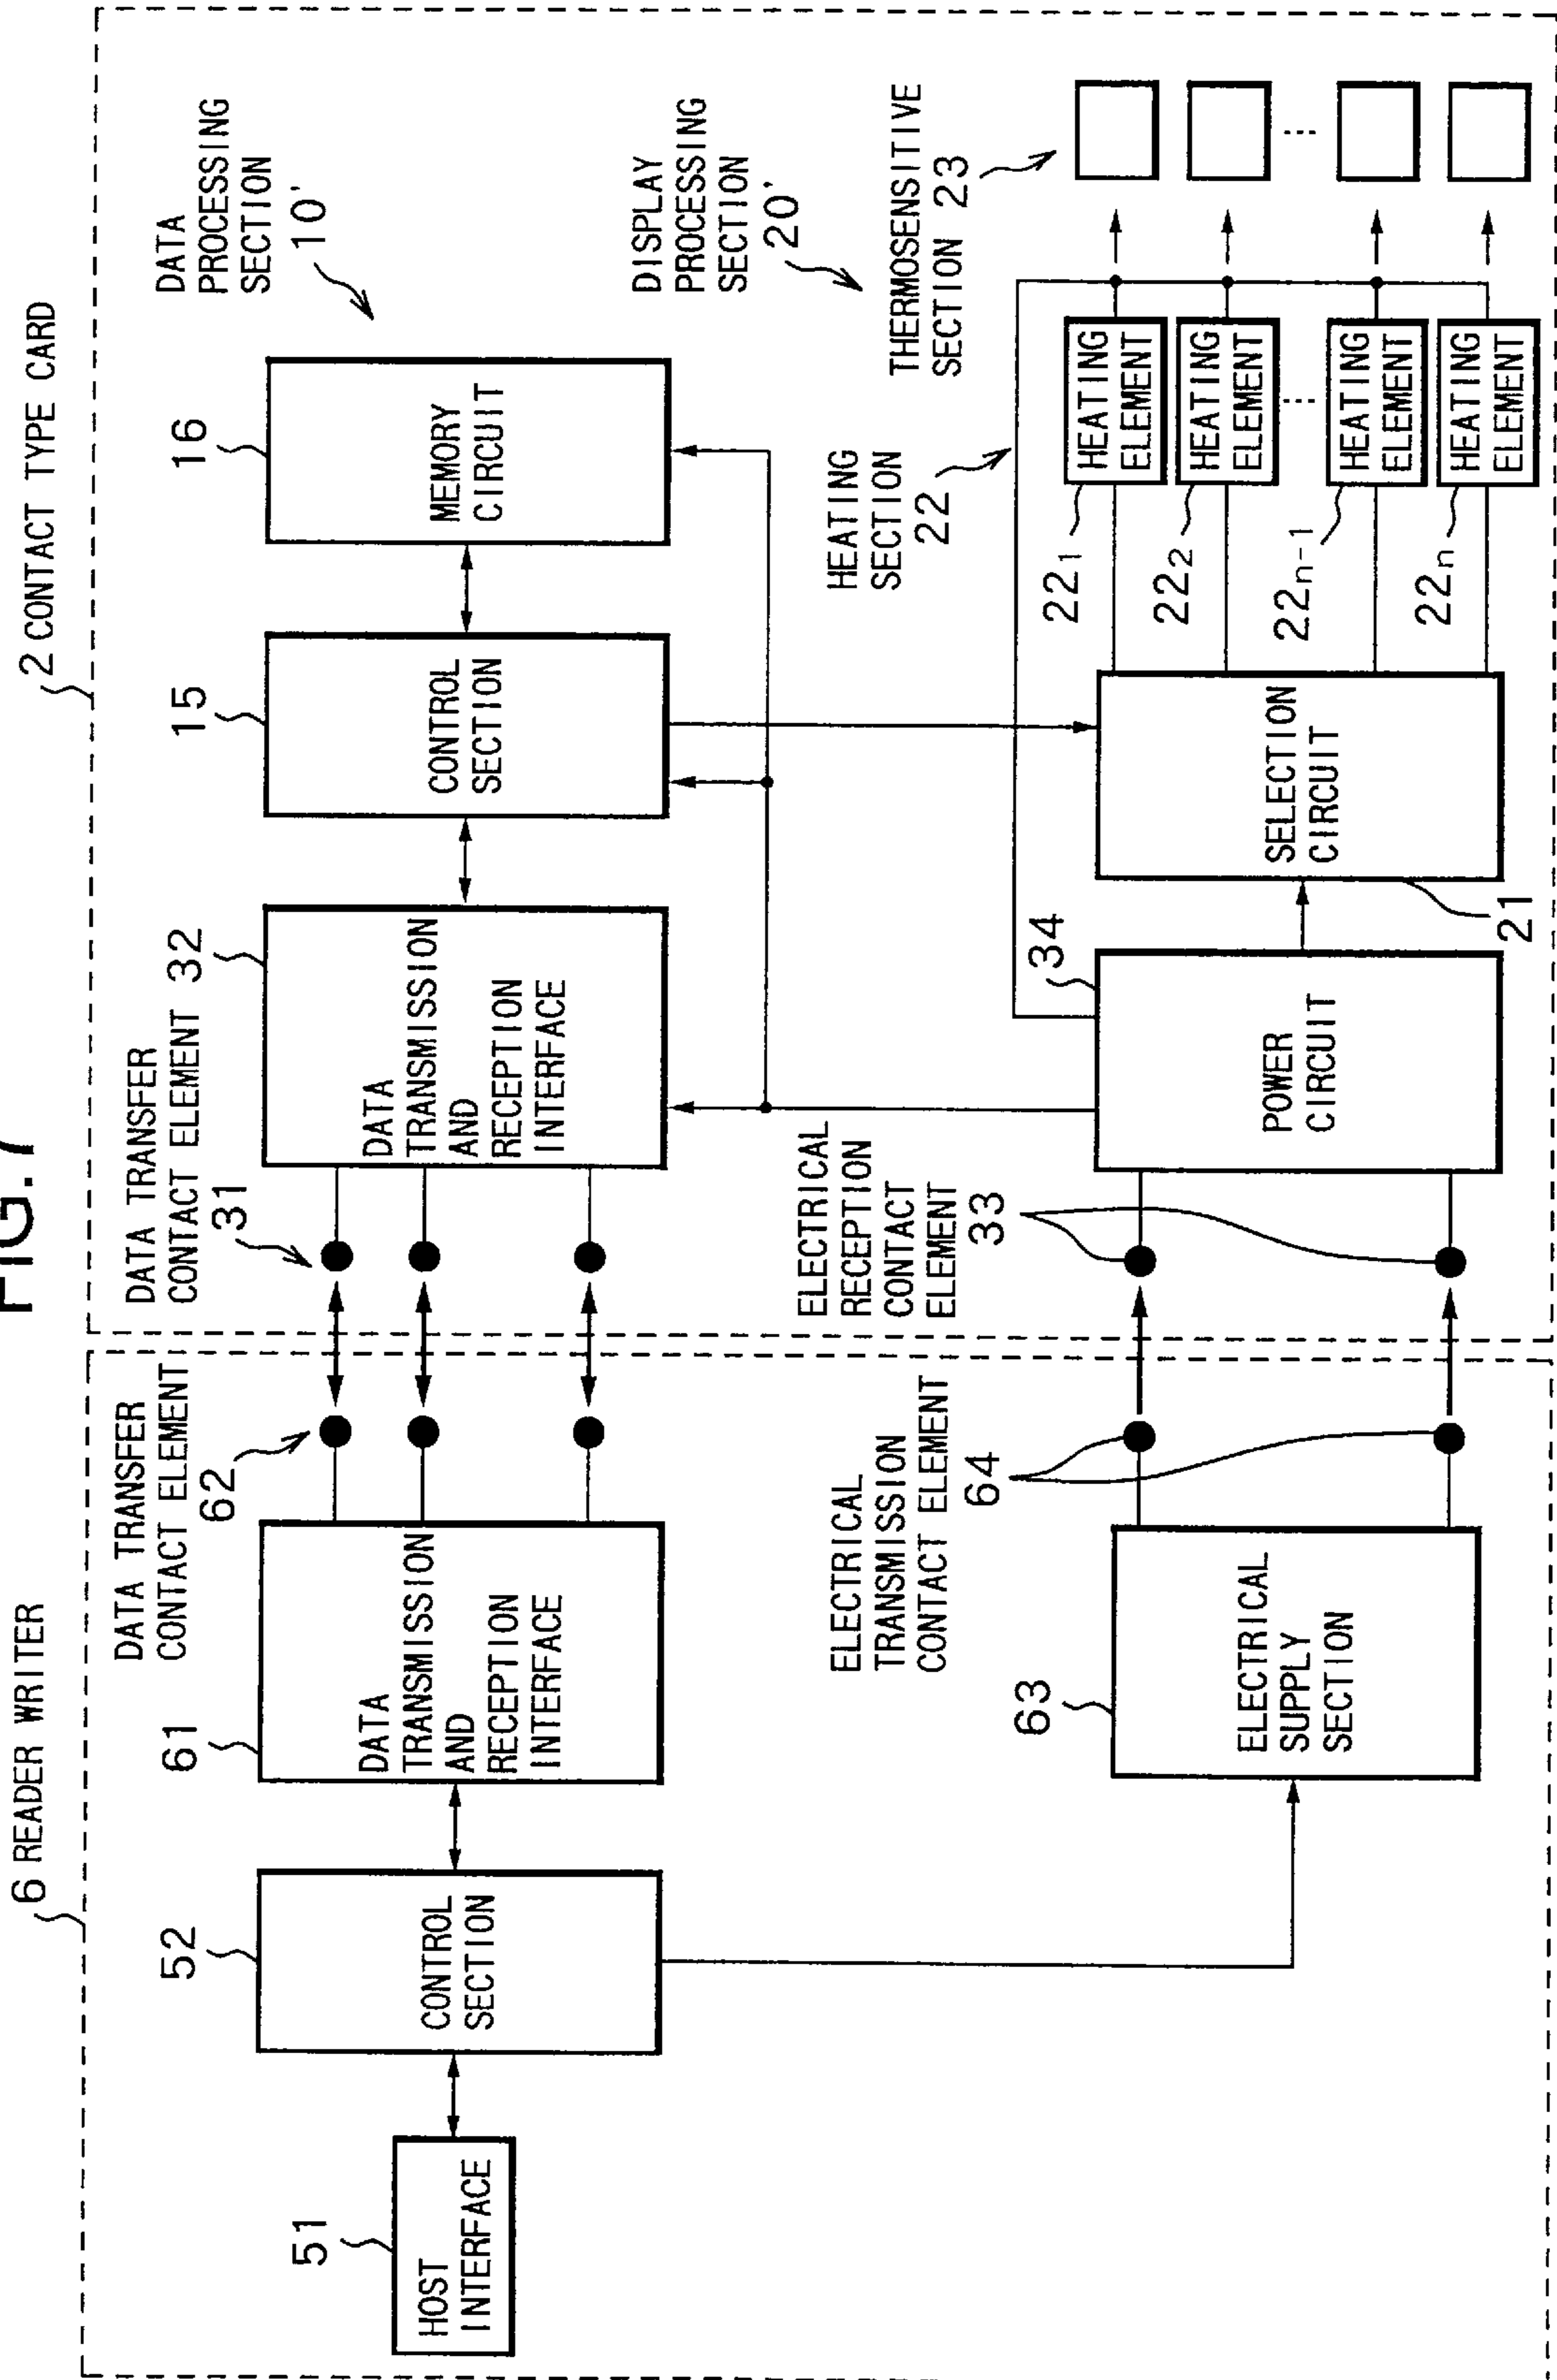 FIG. 7
6 READER WRITER
2 CONTACT TYPE CARD
51
HOST
INTERFACE
52
CONTROL
SECTION
61
DATA
TRANSMISSION
AND
RECEPTION
INTERFACE
DATA TRANSFER
CONTACT ELEMENT
62
DATA TRANSFER
CONTACT ELEMENT
31
32
DATA
TRANSMISSION
AND
RECEPTION
INTERFACE
15
CONTROL
SECTION
16
MEMORY
CIRCUIT
DATA
PROCESSING
SECTION
10'
63
ELECTRICAL
SUPPLY
SECTION
ELECTRICAL
TRANSMISSION
CONTACT ELEMENT
64
ELECTRICAL
RECEPTION
CONTACT
ELEMENT
33
34
POWER
CIRCUIT
21
SELECTION
CIRCUIT
HEATING
SECTION
22
DISPLAY
PROCESSING
SECTION
20'
THERMOSENSITIVE
SECTION 23
22₁
HEATING
ELEMENT
22₂
HEATING
ELEMENT
22ₙ₋₁
HEATING
ELEMENT
22ₙ
HEATING
ELEMENT